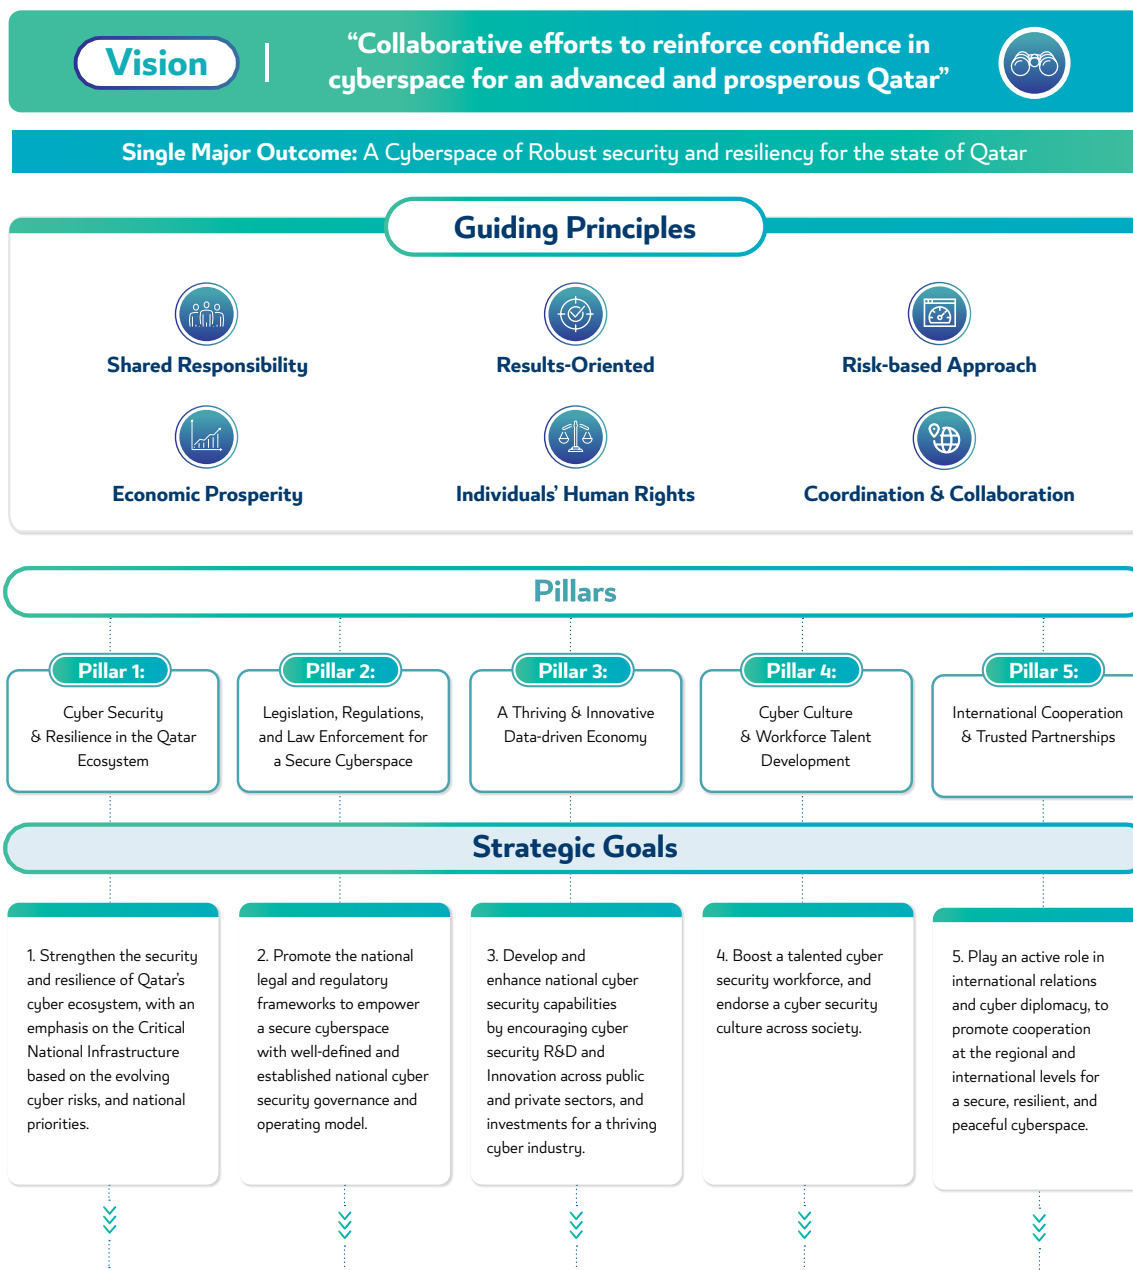 Vision
“Collaborative efforts to reinforce confidence in
cyberspace for an advanced and prosperous Qatar”
Single Major Outcome: A Cyberspace of Robust security and resiliency for the state of Qatar
Guiding Principles
Shared Responsibility
Results-Oriented
Risk-based Approach
Economic Prosperity
Individuals’ Human Rights
Coordination & Collaboration
Pillars
Pillar 1:
Cyber Security
& Resilience in the Qatar
Ecosystem
Pillar 2:
Legislation, Regulations,
and Law Enforcement for
a Secure Cyberspace
Pillar 3:
A Thriving & Innovative
Data-driven Economy
Pillar 4:
Cyber Culture
& Workforce Talent
Development
Pillar 5:
International Cooperation
& Trusted Partnerships
Strategic Goals
1. Strengthen the security
and resilience of Qatar’s
cyber ecosystem, with an
emphasis on the Critical
National Infrastructure
based on the evolving
cyber risks, and national
priorities.
2. Promote the national
legal and regulatory
frameworks to empower
a secure cyberspace
with well-defined and
established national cyber
security governance and
operating model.
3. Develop and
enhance national cyber
security capabilities
by encouraging cyber
security R&D and
Innovation across public
and private sectors, and
investments for a thriving
cyber industry.
4. Boost a talented cyber
security workforce, and
endorse a cyber security
culture across society.
5. Play an active role in
international relations
and cyber diplomacy, to
promote cooperation
at the regional and
international levels for
a secure, resilient, and
peaceful cyberspace.